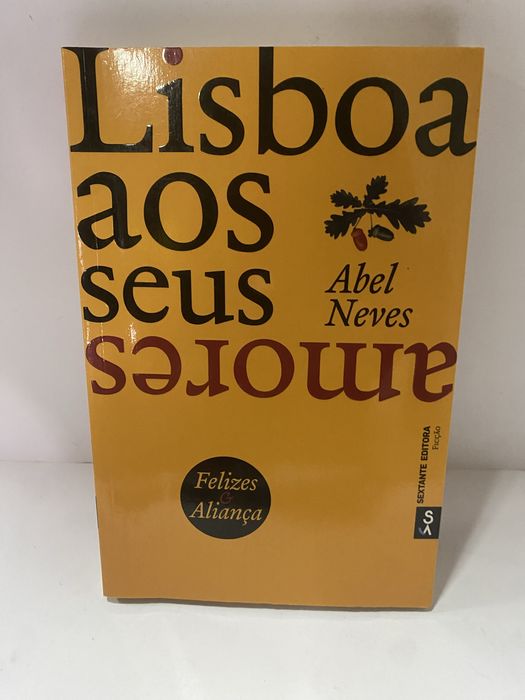 Lisboa
aos
seus
amores
Abel
Neves
Felizes
&
Aliança
SEXTANTE EDITORA
Ficção
S